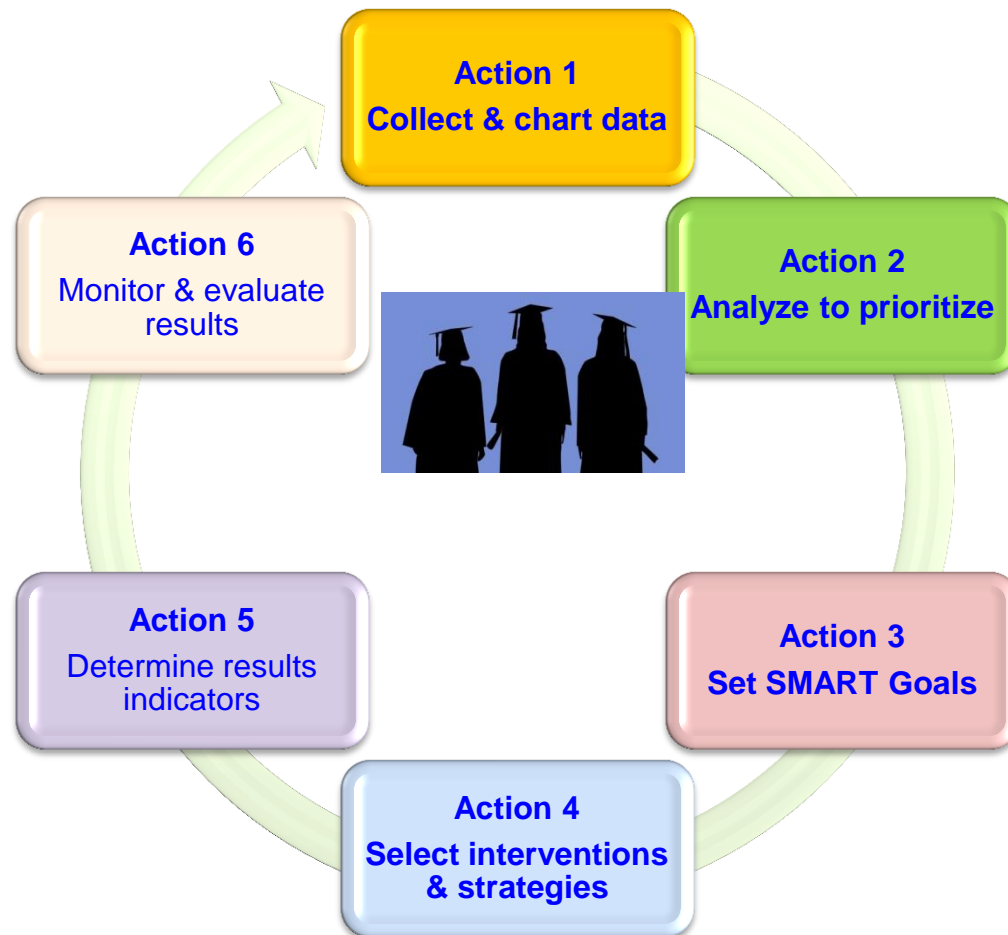 Action 1
Collect & chart data
Action 2
Analyze to prioritize
Action 3
Set SMART Goals
Action 4
Select interventions
& strategies
Action 5
Determine results
indicators
Action 6
Monitor & evaluate
results